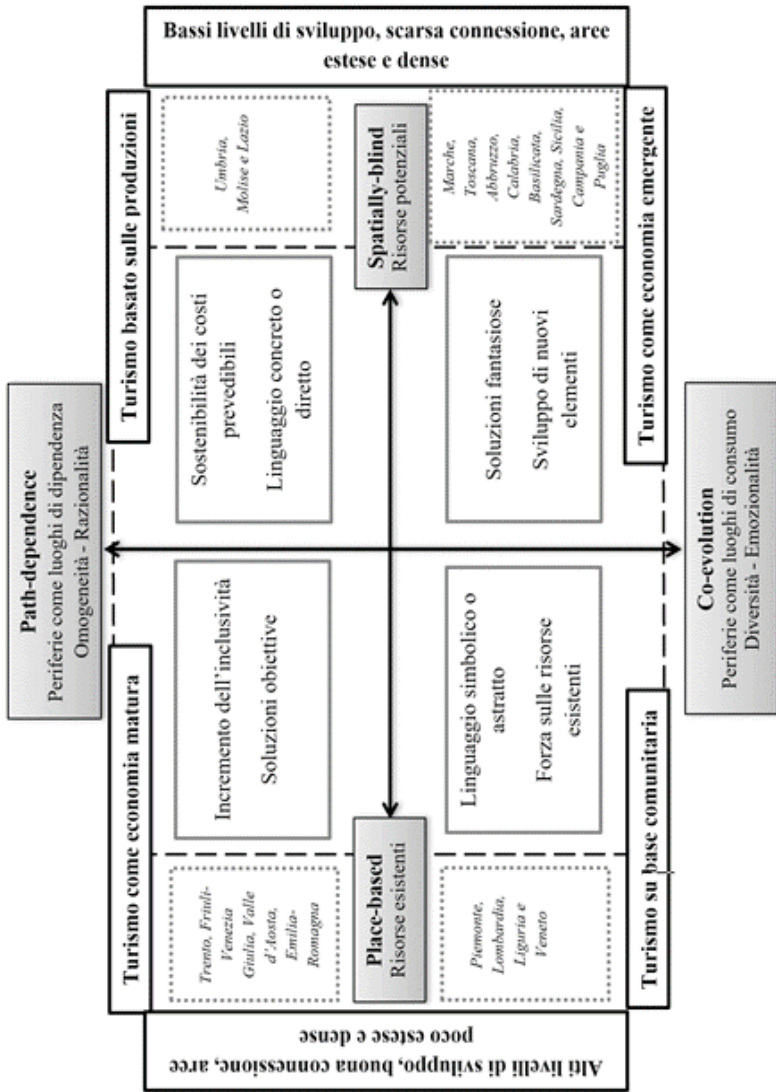 Path-dependence
Periferie come luoghi di dipendenza
Omogeneità - Razionalità
Turismo come economia matura
Turismo basato sulle produzioni
Alti livelli di sviluppo, buona connessione, aree
poco estese e dense
Trento, Friuli-
Venezia
Giulia, Valle
d'Aosta,
Emilia-
Romagna
Incremento dell'inclusività
Soluzioni obiettive
Sostenibilità dei costi
prevedibili
Linguaggio concreto o
diretto
Umbria,
Molise e Lazio
Bassi livelli di sviluppo, scarsa connessione, aree
estese e dense
Place-based
Risorse esistenti
Spatially-blind
Risorse potenziali
Piemonte,
Lombardia,
Liguria e
Veneto
Linguaggio simbolico o
astratto
Forza sulle risorse
esistenti
Soluzioni fantasiose
Sviluppo di nuovi
elementi
Marche,
Toscana,
Abbruzzo,
Calabria,
Basilicata,
Sardegna, Sicilia,
Campania e
Puglia
Turismo su base comunitaria
Turismo come economia emergente
Co-evolution
Periferie come luoghi di consumo
Diversità - Emozionalità